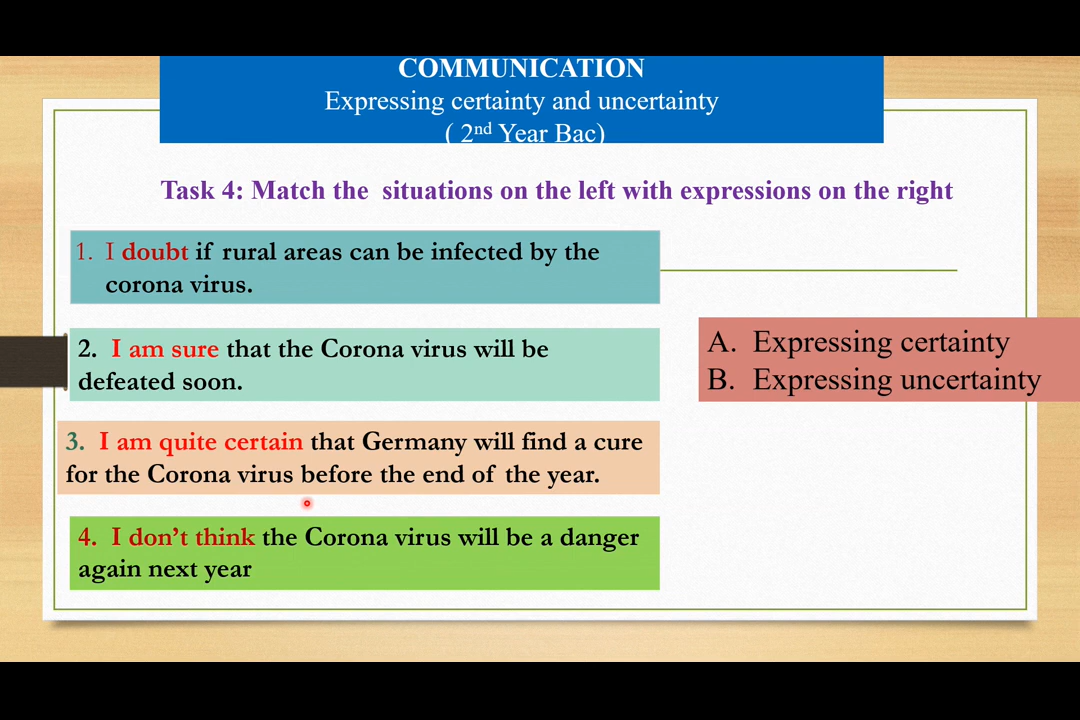 COMMUNICATION
Expressing certainty and uncertainty
( 2nd Year Bac)
Task 4: Match the situations on the left with expressions on the right
1. I doubt if rural areas can be infected by the
corona virus.
2. I am sure that the Corona virus will be
defeated soon.
3. I am quite certain that Germany will find a cure
for the Corona virus before the end of the year.
4. I don’t think the Corona virus will be a danger
again next year
A. Expressing certainty
B. Expressing uncertainty